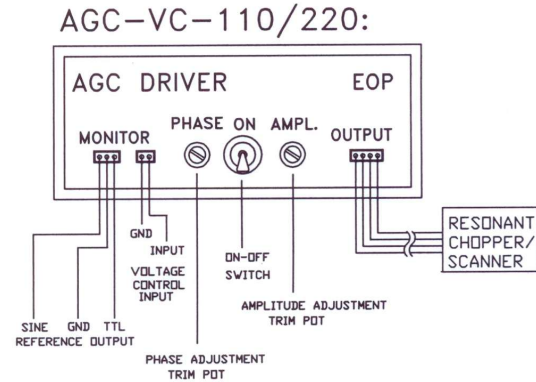 AGC-VC-110/220:
AGC DRIVER EOP
MONITOR PHASE ON AMPL. OUTPUT
GND
INPUT
VOLTAGE
CONTROL
INPUT
ON-OFF
SWITCH
RESONANT
CHOPPER/
SCANNER
AMPLITUDE ADJUSTMENT
TRIM POT
SINE GND TTL
REFERENCE OUTPUT
PHASE ADJUSTMENT
TRIM POT